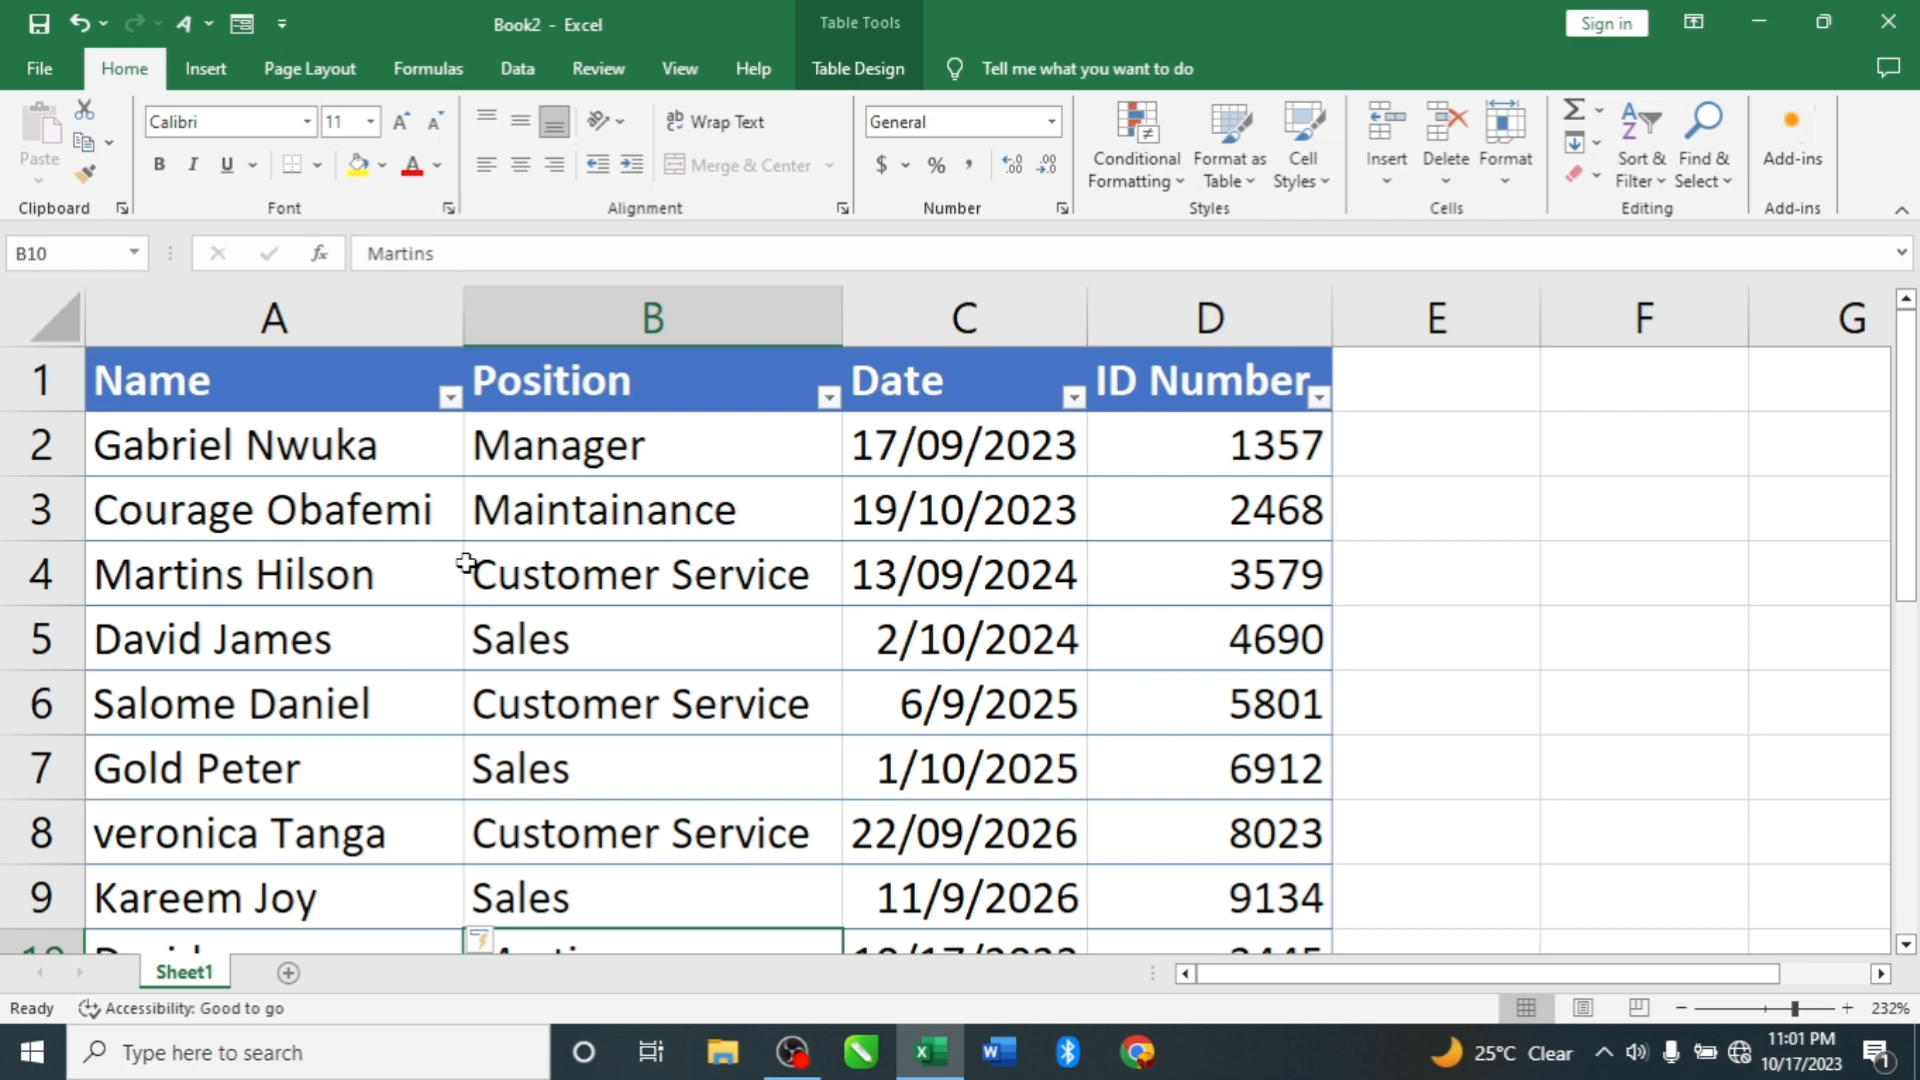 Book2 - Excel
Table Tools
Sign in
File Home Insert Page Layout Formulas Data Review View Help Table Design Tell me what you want to do
Paste
Clipboard
Calibri 11
B I U
Font
Wrap Text
Merge & Center
Alignment
General
$ % ,
Number
Conditional Formatting
Format as Table
Cell Styles
Styles
Insert Delete Format
Cells
Sort & Filter
Find & Select
Editing
Add-ins
Add-ins
B10 fx Martins
A B C D E F G
1 Name Position Date ID Number
2 Gabriel Nwuka Manager 17/09/2023 1357
3 Courage Obafemi Maintainance 19/10/2023 2468
4 Martins Hilson Customer Service 13/09/2024 3579
5 David James Sales 2/10/2024 4690
6 Salome Daniel Customer Service 6/9/2025 5801
7 Gold Peter Sales 1/10/2025 6912
8 veronica Tanga Customer Service 22/09/2026 8023
9 Kareem Joy Sales 11/9/2026 9134
Sheet1
Ready Accessibility: Good to go 232%
Type here to search
25°C Clear
11:01 PM
10/17/2023
1